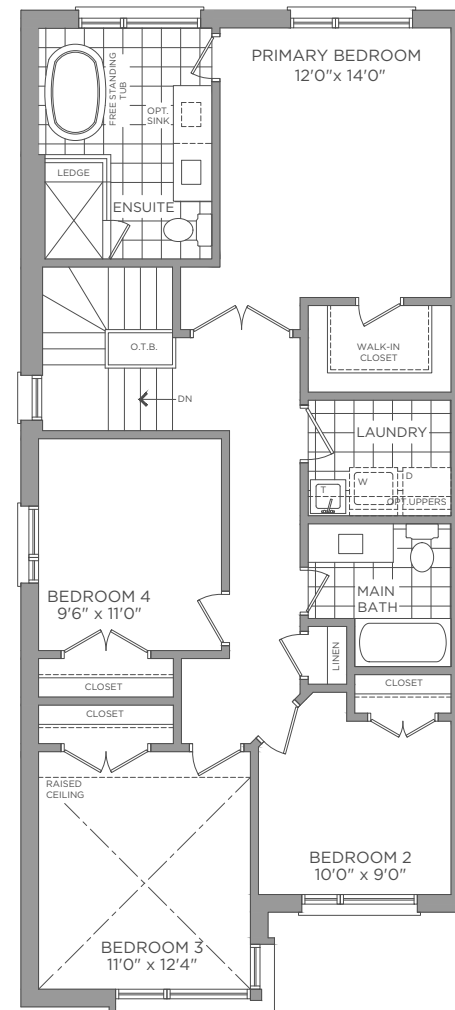 PRIMARY BEDROOM
12'0"x 14'0"
FREE STANDING
TUB
OPT.
SINK
LEDGE
ENSUITE
O.T.B.
DN
WALK-IN
CLOSET
LAUNDRY
T
W
D
OPT.UPPERS
BEDROOM 4
9'6" x 11'0"
MAIN
BATH
LINEN
CLOSET
CLOSET
CLOSET
RAISED
CEILING
BEDROOM 2
10'0" x 9'0"
BEDROOM 3
11'0" x 12'4"